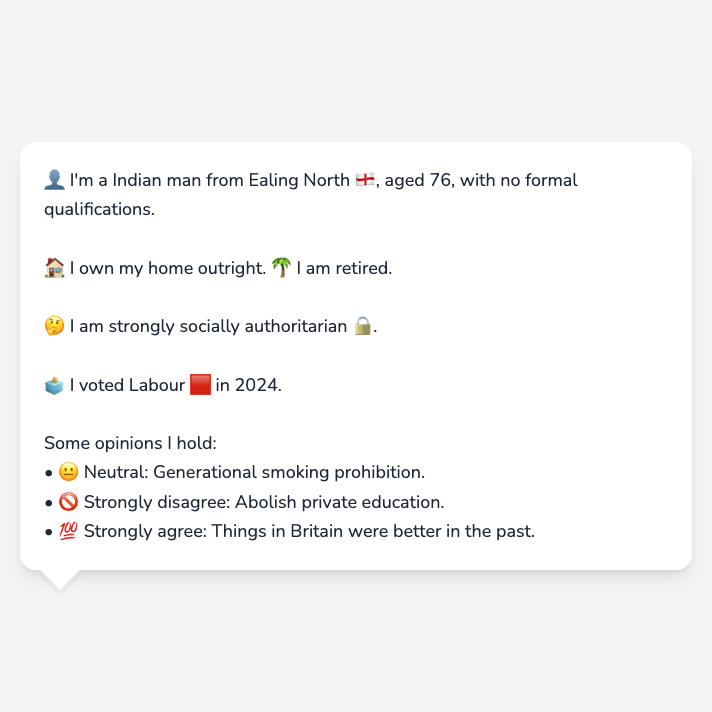 👤 I'm a Indian man from Ealing North 🏴󠁧󠁢󠁥󠁮󠁧󠁿, aged 76, with no formal
qualifications.
🏠 I own my home outright. 🌴 I am retired.
🤔 I am strongly socially authoritarian 🔒.
🗳️ I voted Labour 🟥 in 2024.
Some opinions I hold:
• 😐 Neutral: Generational smoking prohibition.
• 🚫 Strongly disagree: Abolish private education.
• 💯 Strongly agree: Things in Britain were better in the past.